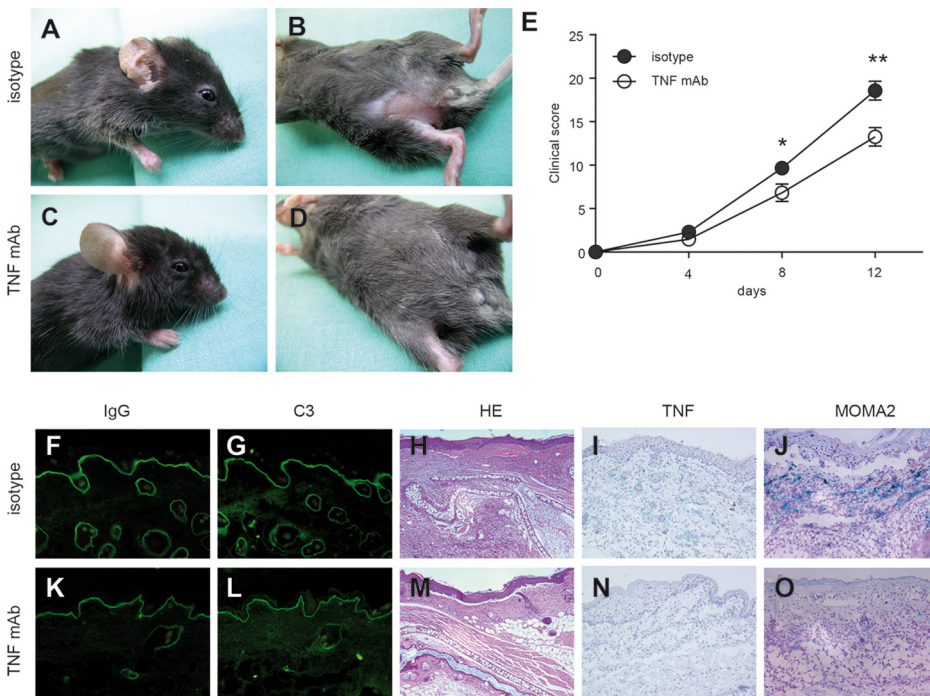 A
B
isotype
C
D
TNF mAb
E
25
20
15
10
5
0
Clinical score
isotype
TNF mAb
*
**
0
4
8
12
days
IgG
C3
HE
TNF
MOMA2
isotype
F
G
H
I
J
TNF mAb
K
L
M
N
O